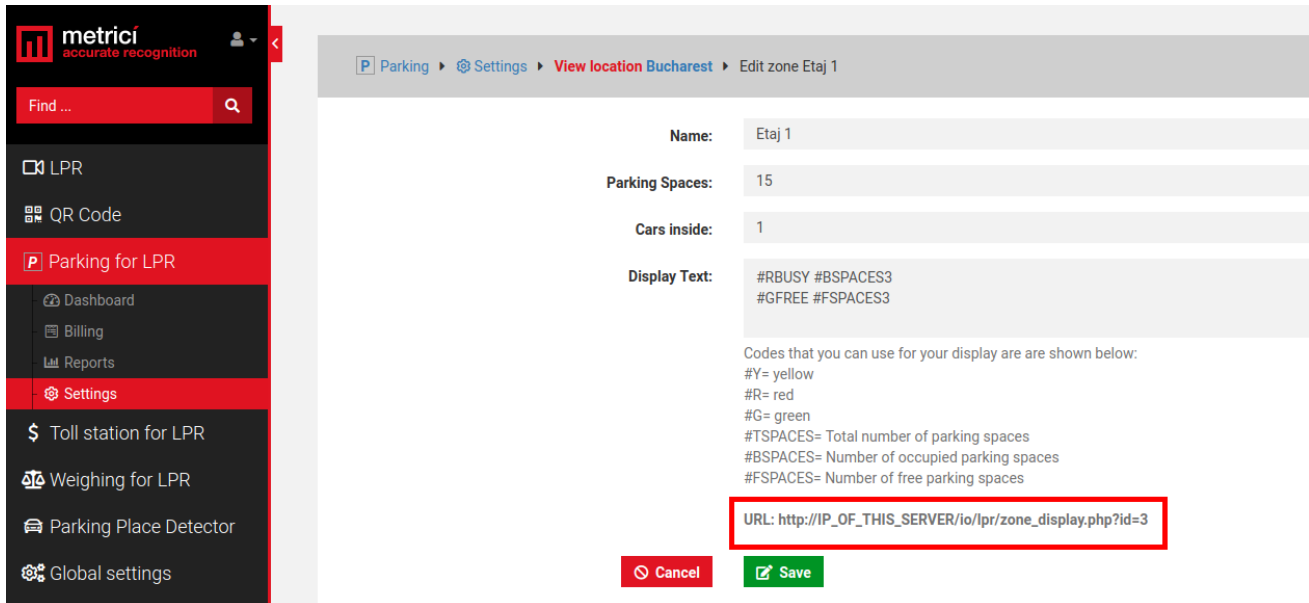 metrici
accurate recognition
Find ...
LPR
QR Code
P Parking for LPR
Dashboard
Billing
Reports
Settings
$ Toll station for LPR
Weighing for LPR
Parking Place Detector
Global settings
P Parking Settings View location Bucharest Edit zone Etaj 1
Name: Etaj 1
Parking Spaces: 15
Cars inside: 1
Display Text: #RBUSY #BSPACES3
#GFREE #FSPACES3
Codes that you can use for your display are are shown below:
#Y= yellow
#R= red
#G= green
#TSPACES= Total number of parking spaces
#BSPACES= Number of occupied parking spaces
#FSPACES= Number of free parking spaces
URL: http://IP_OF_THIS_SERVER/io/lpr/zone_display.php?id=3
Cancel Save